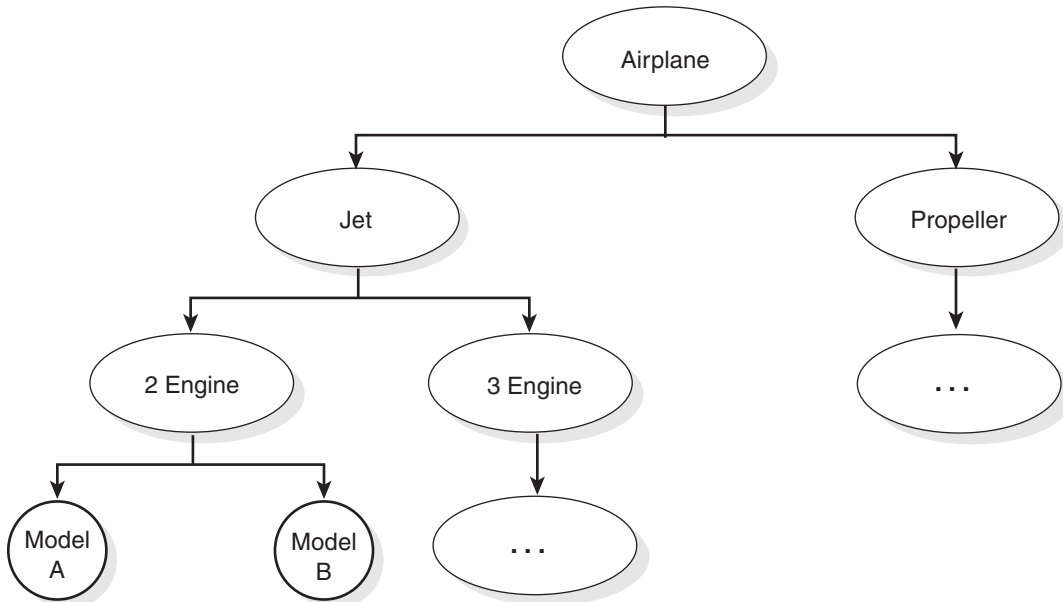 Airplane
Jet
Propeller
2 Engine
3 Engine
...
Model
A
Model
B
...